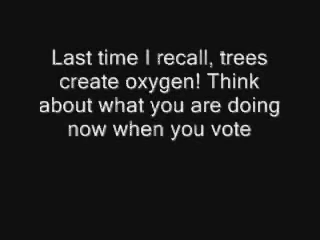 Last time I recall, trees
create oxygen! Think
about what you are doing
now when you vote